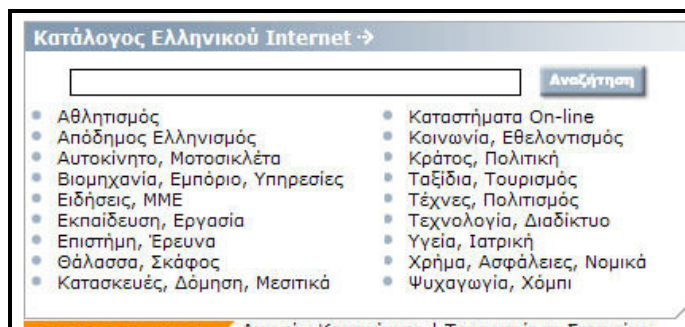 Κατάλογος Ελληνικού Internet
Αναζήτηση
Αθλητισμός
Απόδημος Ελληνισμός
Αυτοκίνητο, Μοτοσικλέτα
Βιομηχανία, Εμπόριο, Υπηρεσίες
Ειδήσεις, ΜΜΕ
Εκπαίδευση, Εργασία
Επιστήμη, Έρευνα
Θάλασσα, Σκάφος
Κατασκευές, Δόμηση, Μεσιτικά
Καταστήματα On-line
Κοινωνία, Εθελοντισμός
Κράτος, Πολιτική
Ταξίδια, Τουρισμός
Τέχνες, Πολιτισμός
Τεχνολογία, Διαδίκτυο
Υγεία, Ιατρική
Χρήμα, Ασφάλειες, Νομικά
Ψυχαγωγία, Χόμπι